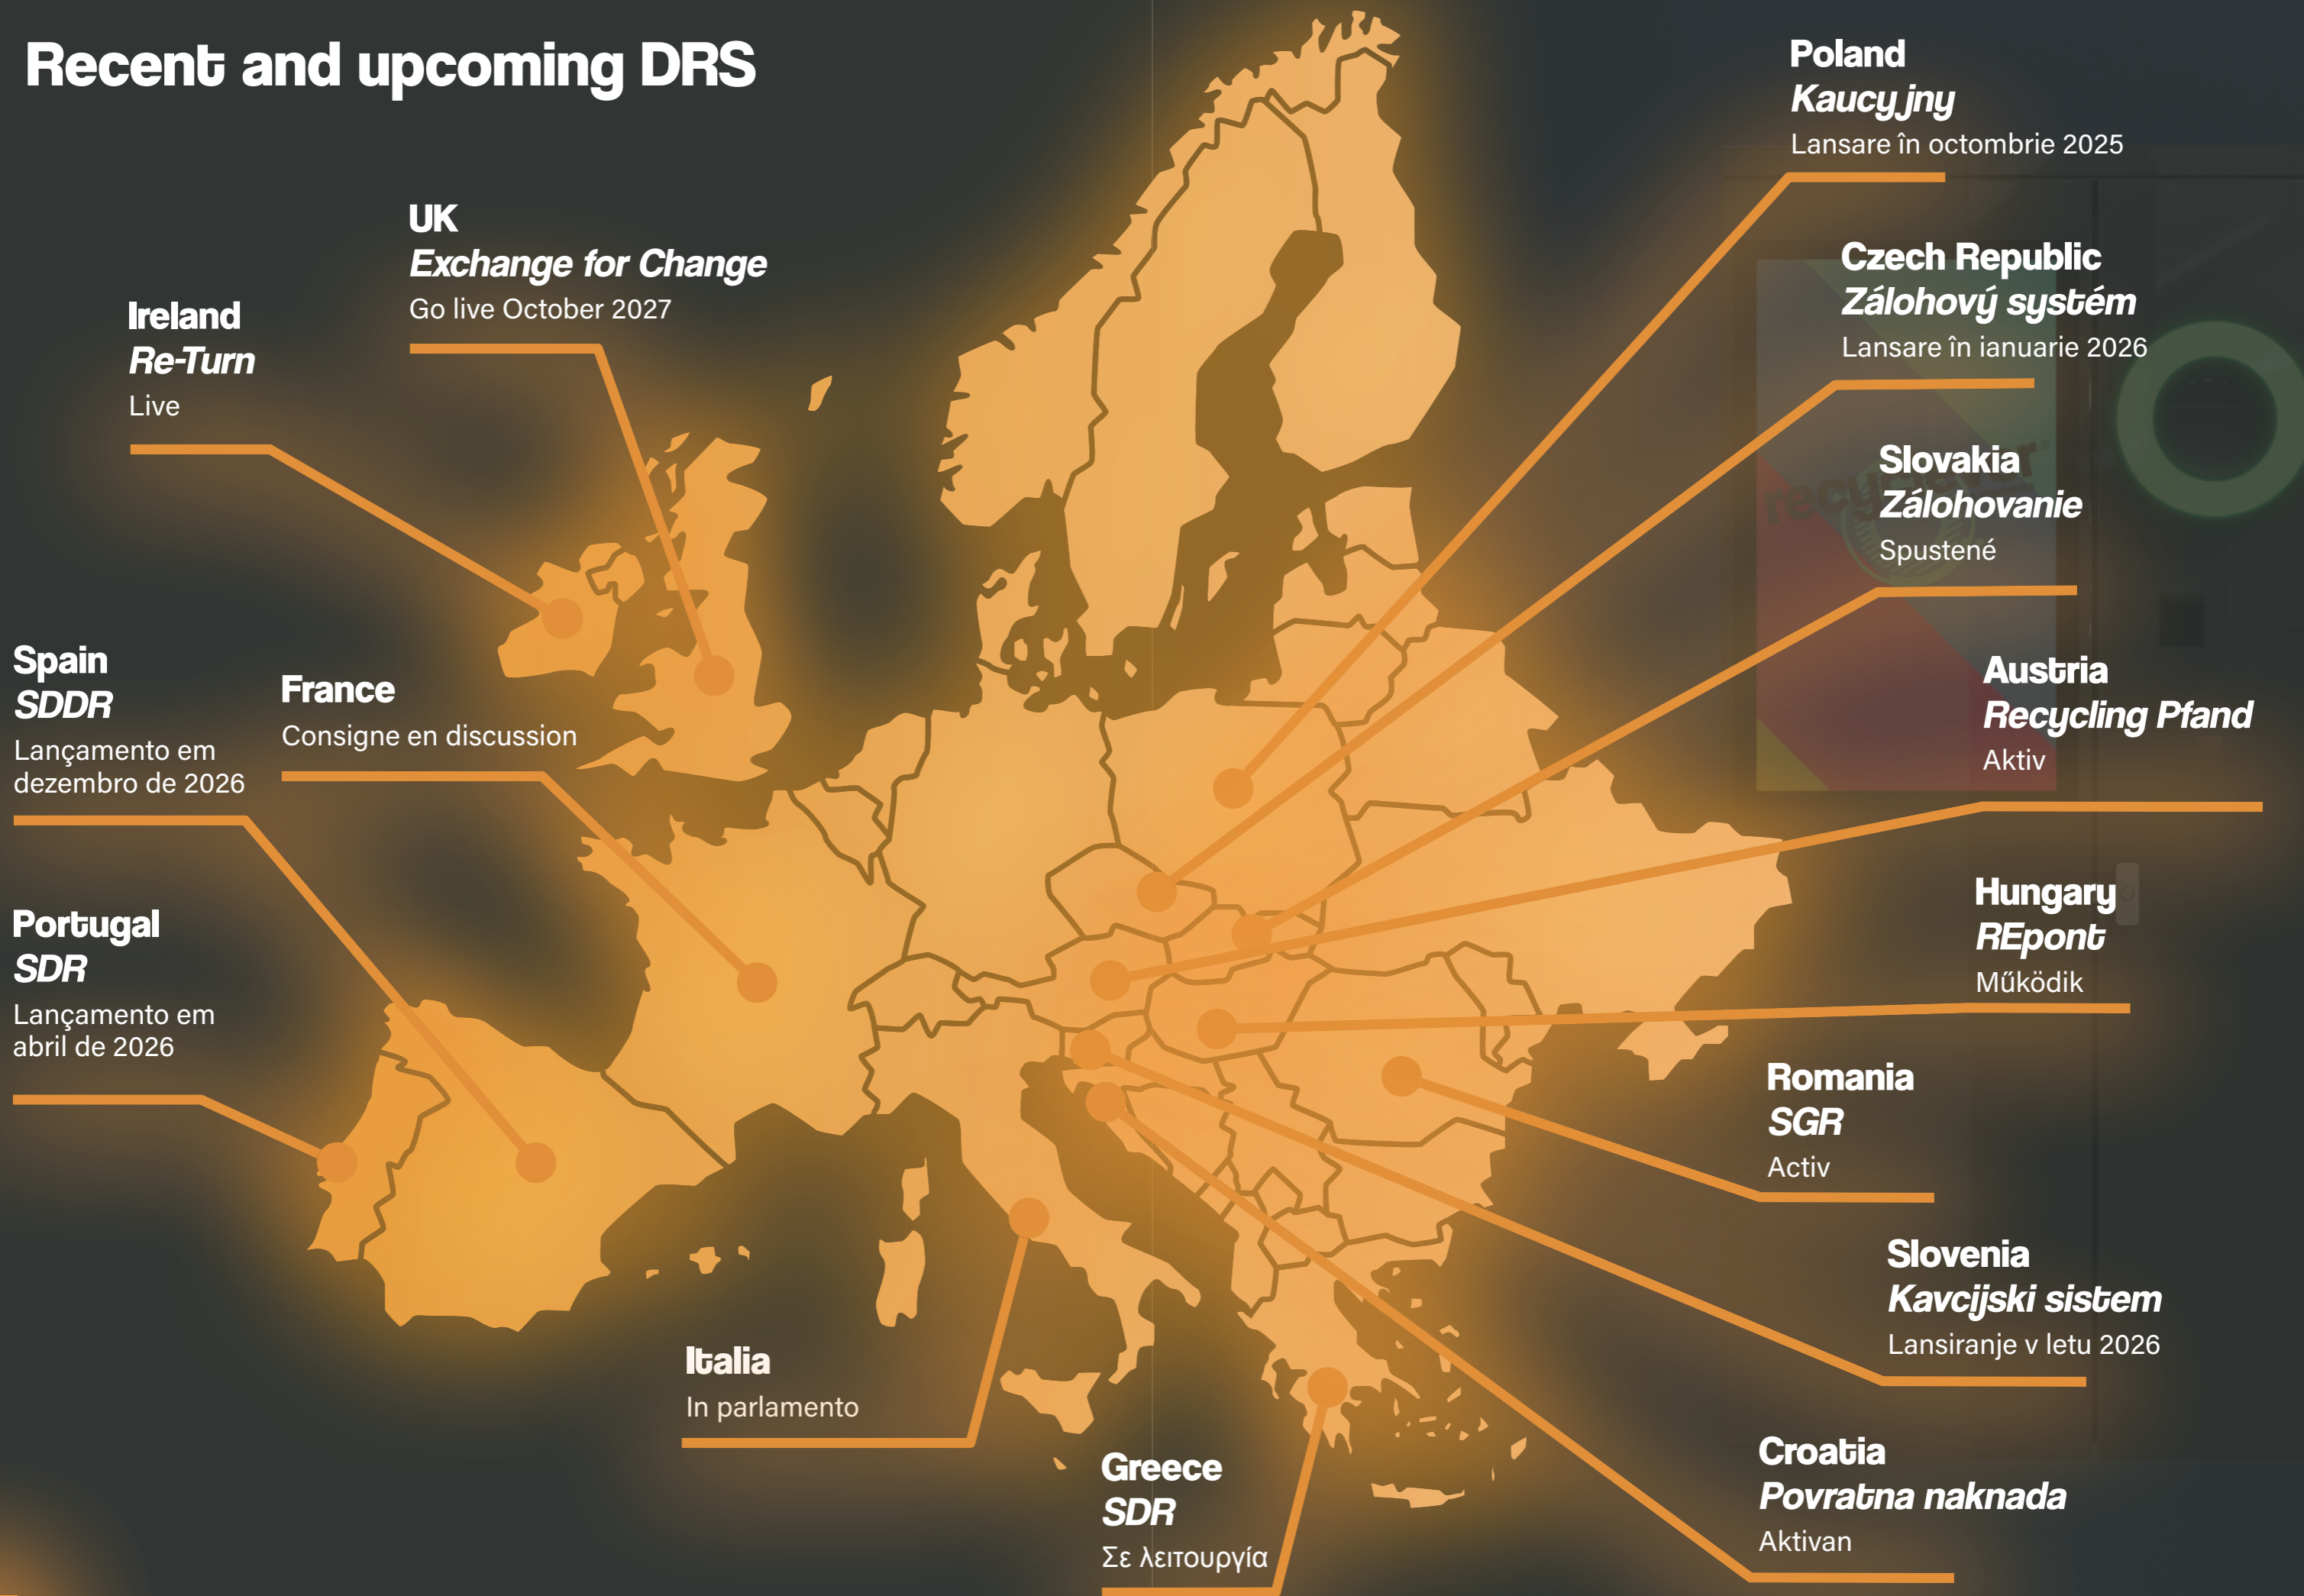 Recent and upcoming DRS
Poland
Kaucyjny
Lansare în octombrie 2025
UK
Exchange for Change
Go live October 2027
Czech Republic
Zálohový systém
Lansare în ianuarie 2026
Ireland
Re-Turn
Live
Slovakia
Zálohovanie
Spustené
recyclever
Spain
SDDR
Lançamento em
dezembro de 2026
France
Consigne en discussion
Austria
Recycling Pfand
Aktiv
Hungary
REpont
Működik
Portugal
SDR
Lançamento em
abril de 2026
Romania
SGR
Activ
Slovenia
Kavcijski sistem
Lansiranje v letu 2026
Italia
In parlamento
Greece
SDR
Σε λειτουργία
Croatia
Povratna naknada
Aktivan